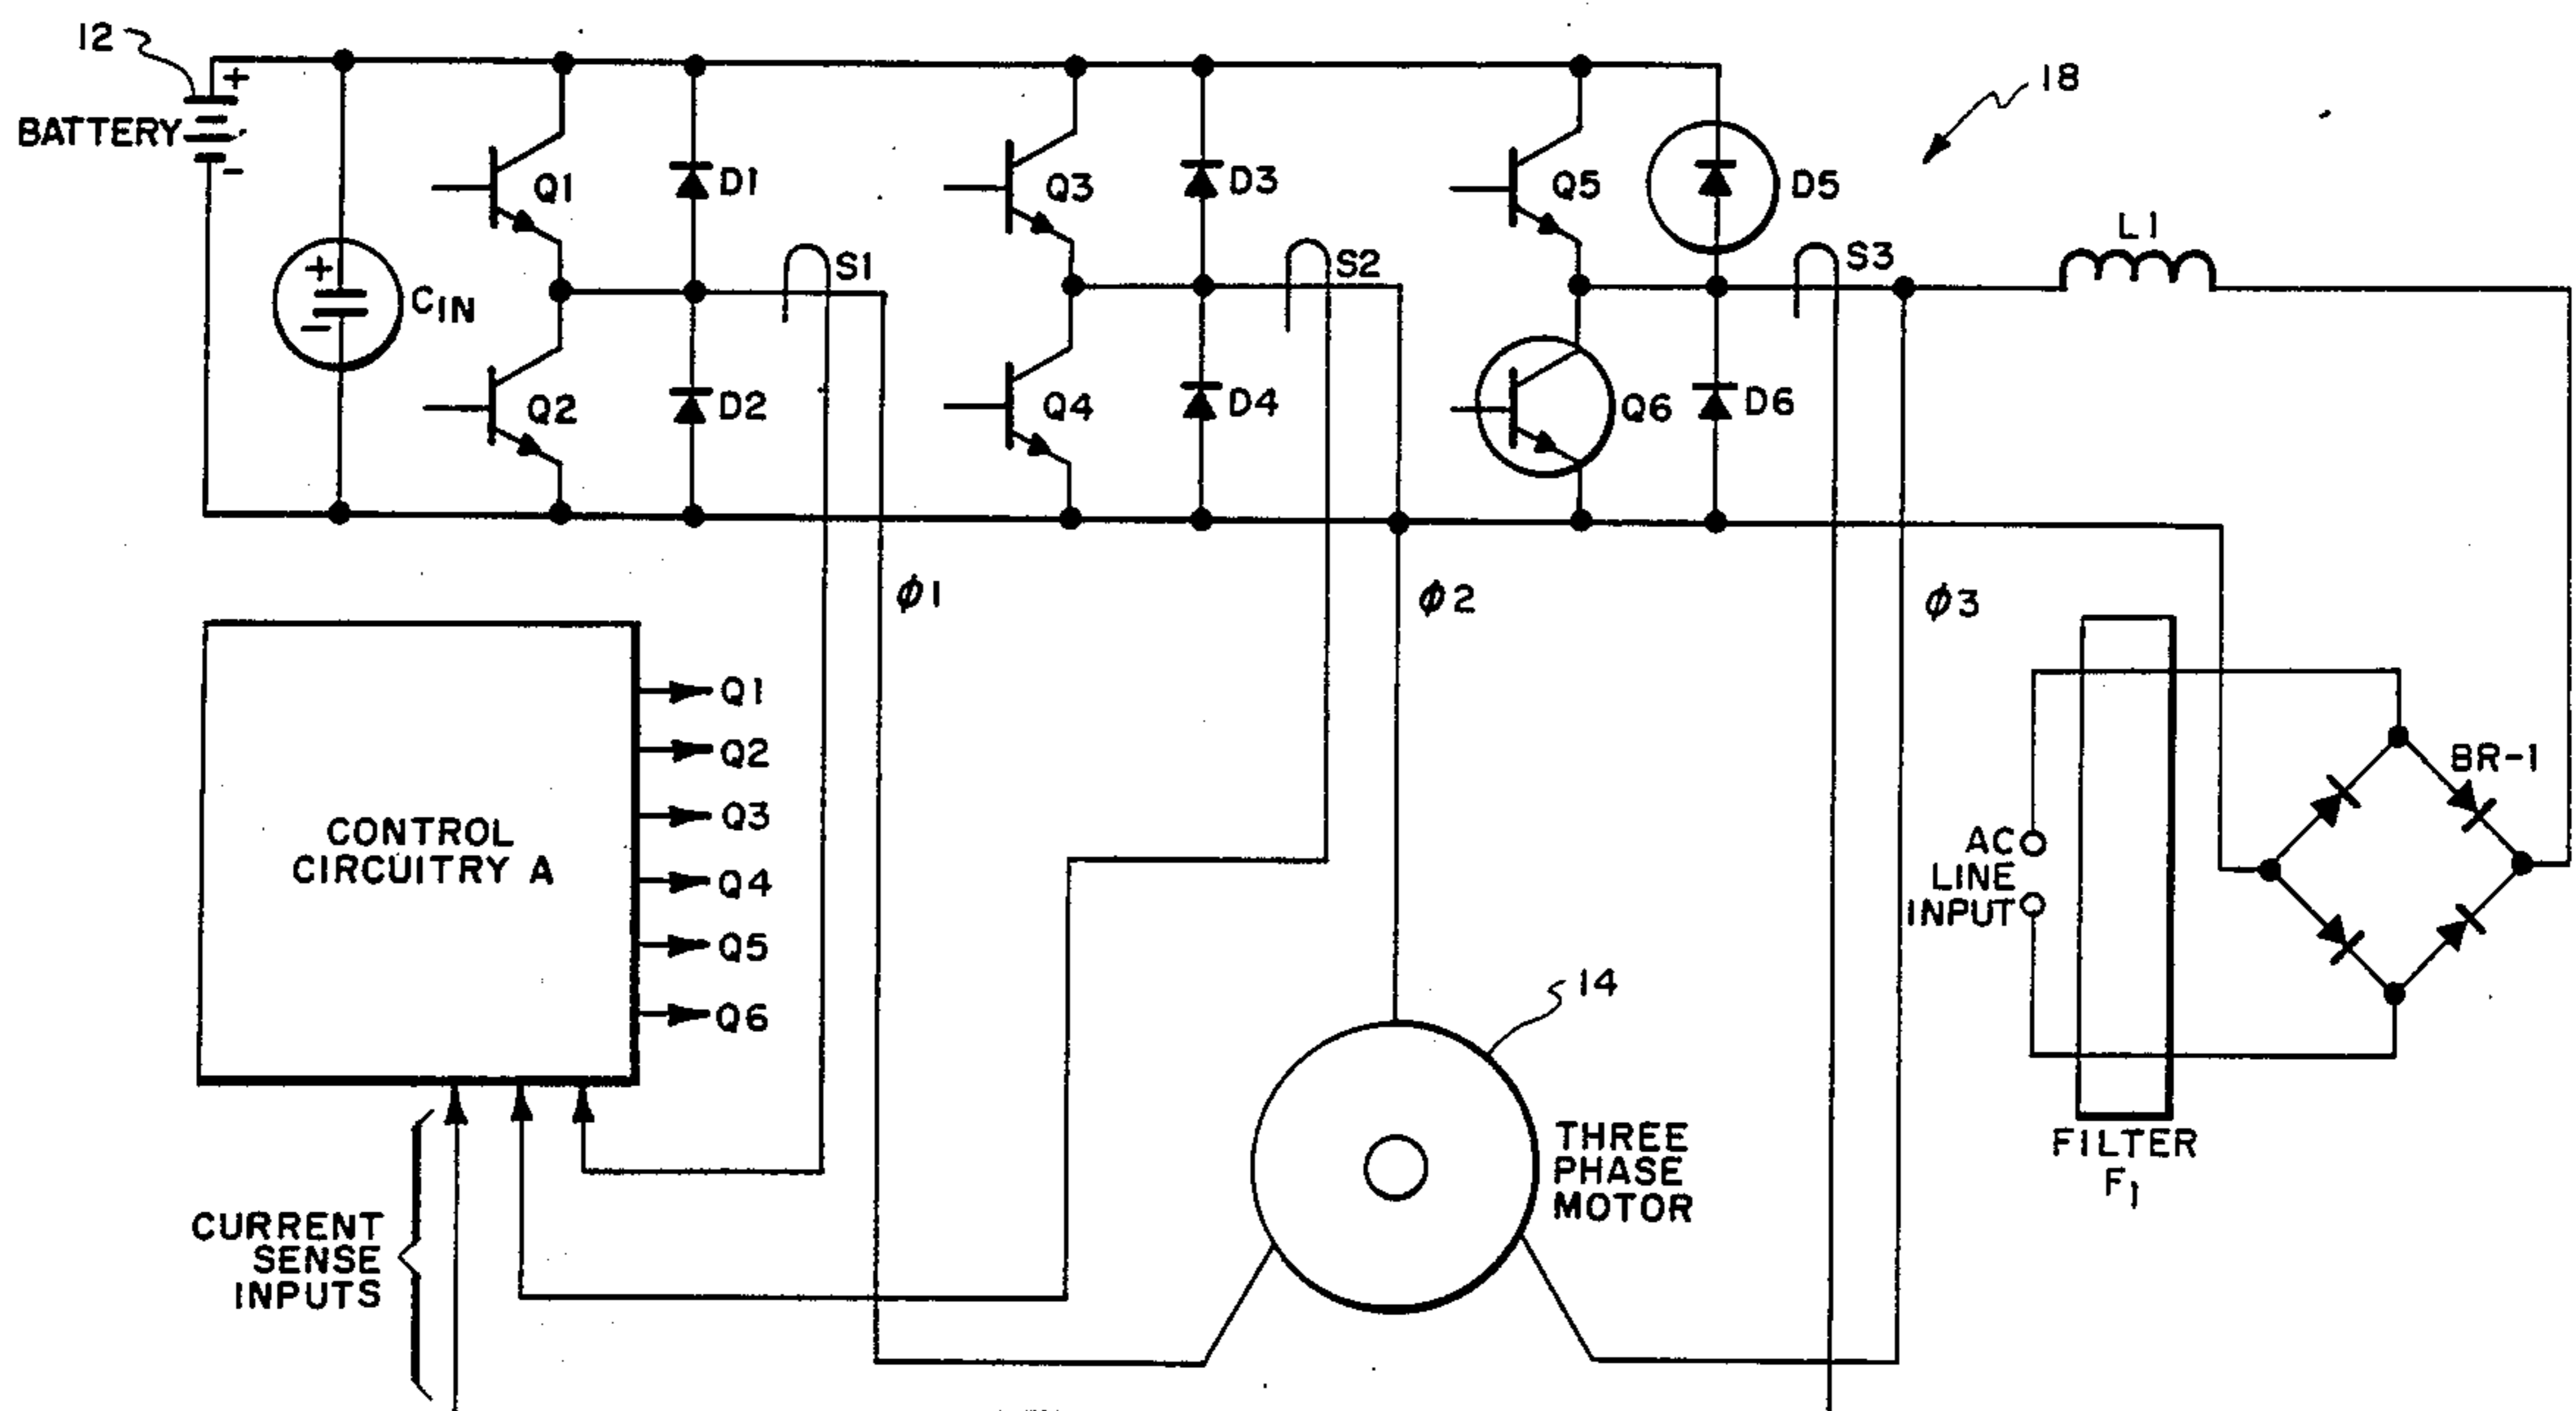 12
+
BATTERY
-
+
-
CIN
Q1
D1
S1
Q2
D2
Q3
D3
S2
Q4
D4
Q5
D5
S3
Q6
D6
L1
18
ϕ1
ϕ2
ϕ3
CONTROL
CIRCUITRY A
Q1
Q2
Q3
Q4
Q5
Q6
CURRENT
SENSE
INPUTS
14
THREE
PHASE
MOTOR
AC
LINE
INPUT
BR-1
FILTER
F1